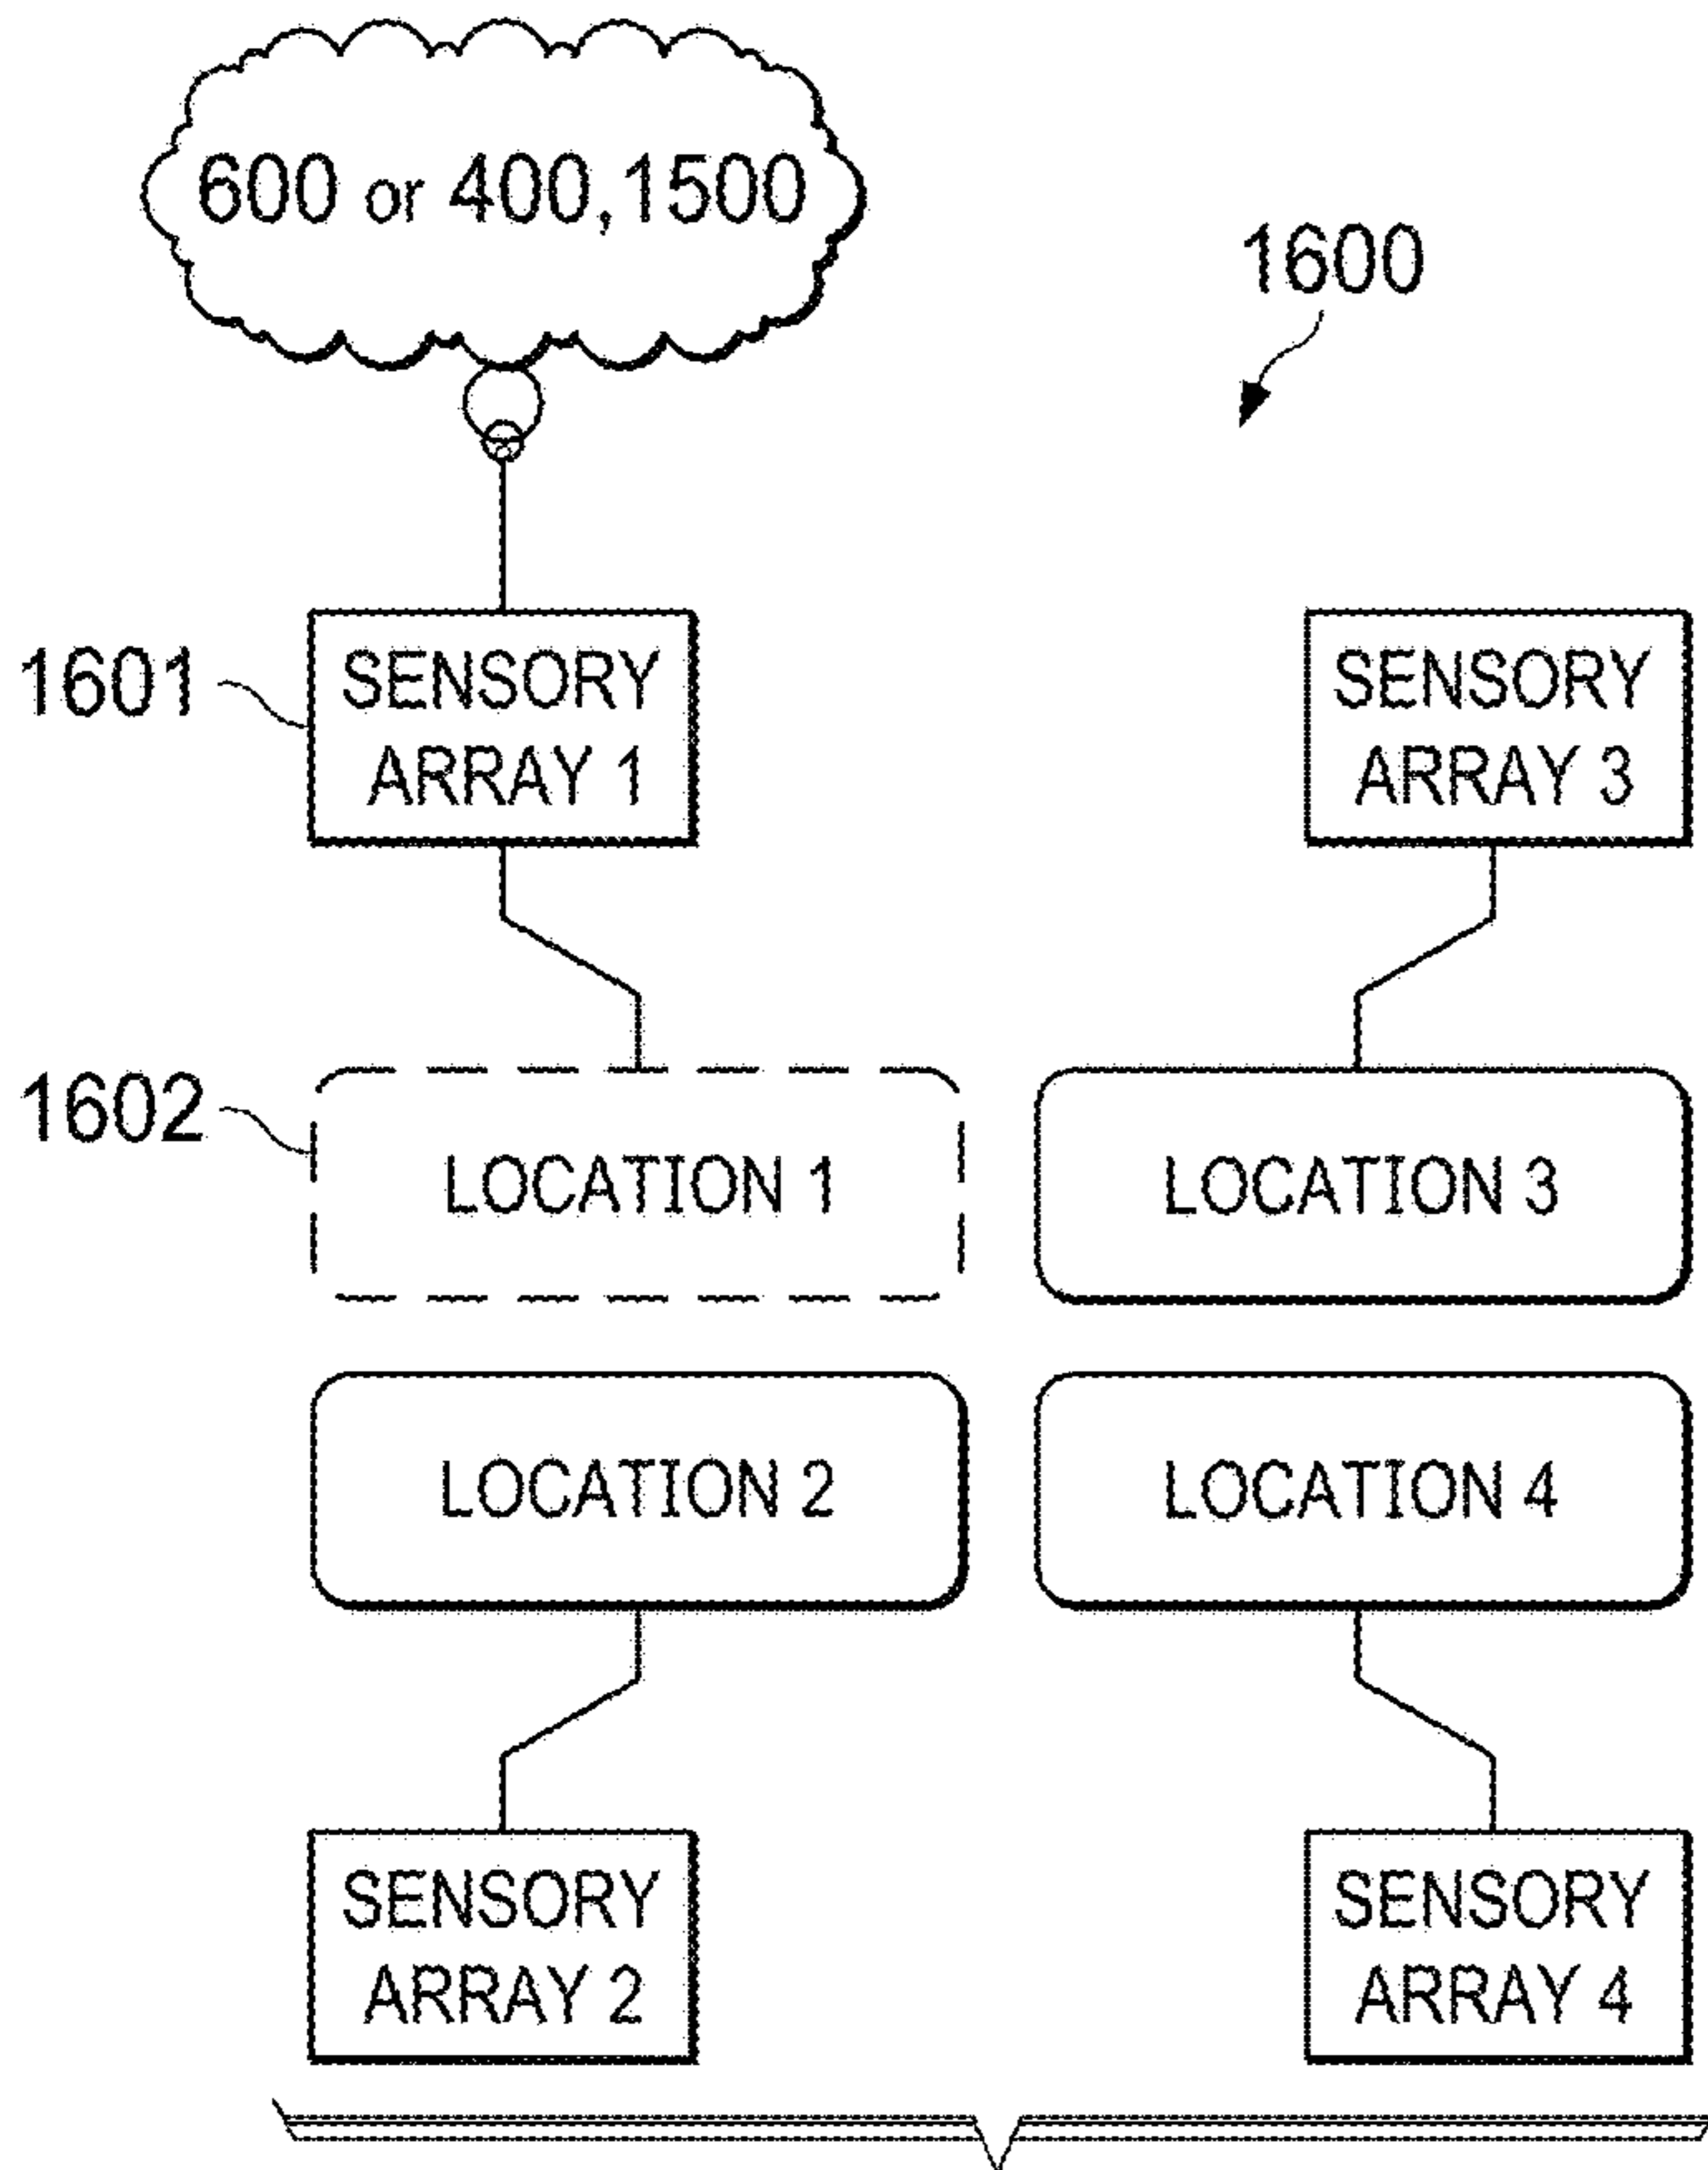 600 or 400,1500
1600
1601
SENSORY
ARRAY 1
SENSORY
ARRAY 3
1602
LOCATION 1
LOCATION 3
LOCATION 2
LOCATION 4
SENSORY
ARRAY 2
SENSORY
ARRAY 4